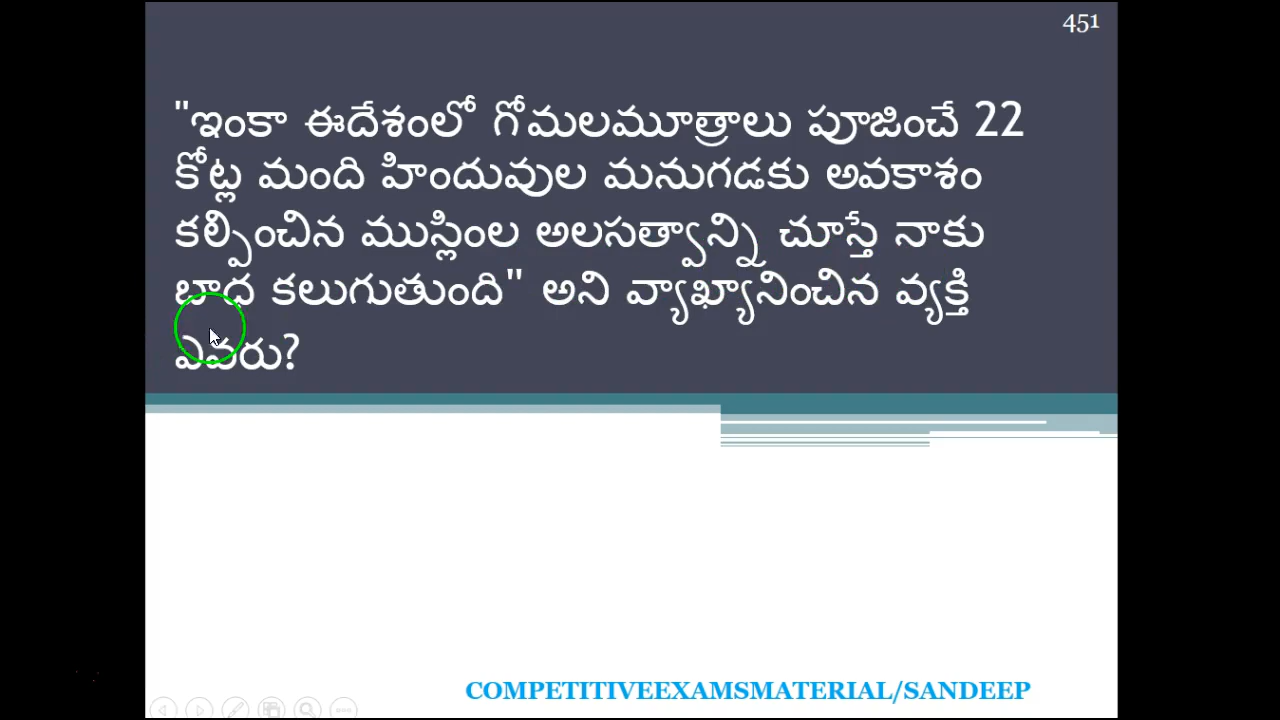 451
"ఇంకా ఈదేశంలో గోమలమూత్రాలు పూజించే 22
కోట్ల మంది హిందువుల మనుగడకు అవకాశం
కల్పించిన ముస్లింల అలసత్వాన్ని చూస్తే నాకు
బాధ కలుగుతుంది" అని వ్యాఖ్యానించిన వ్యక్తి
ఎవరు?
COMPETITIVEEXAMSMATERIAL/SANDEEP